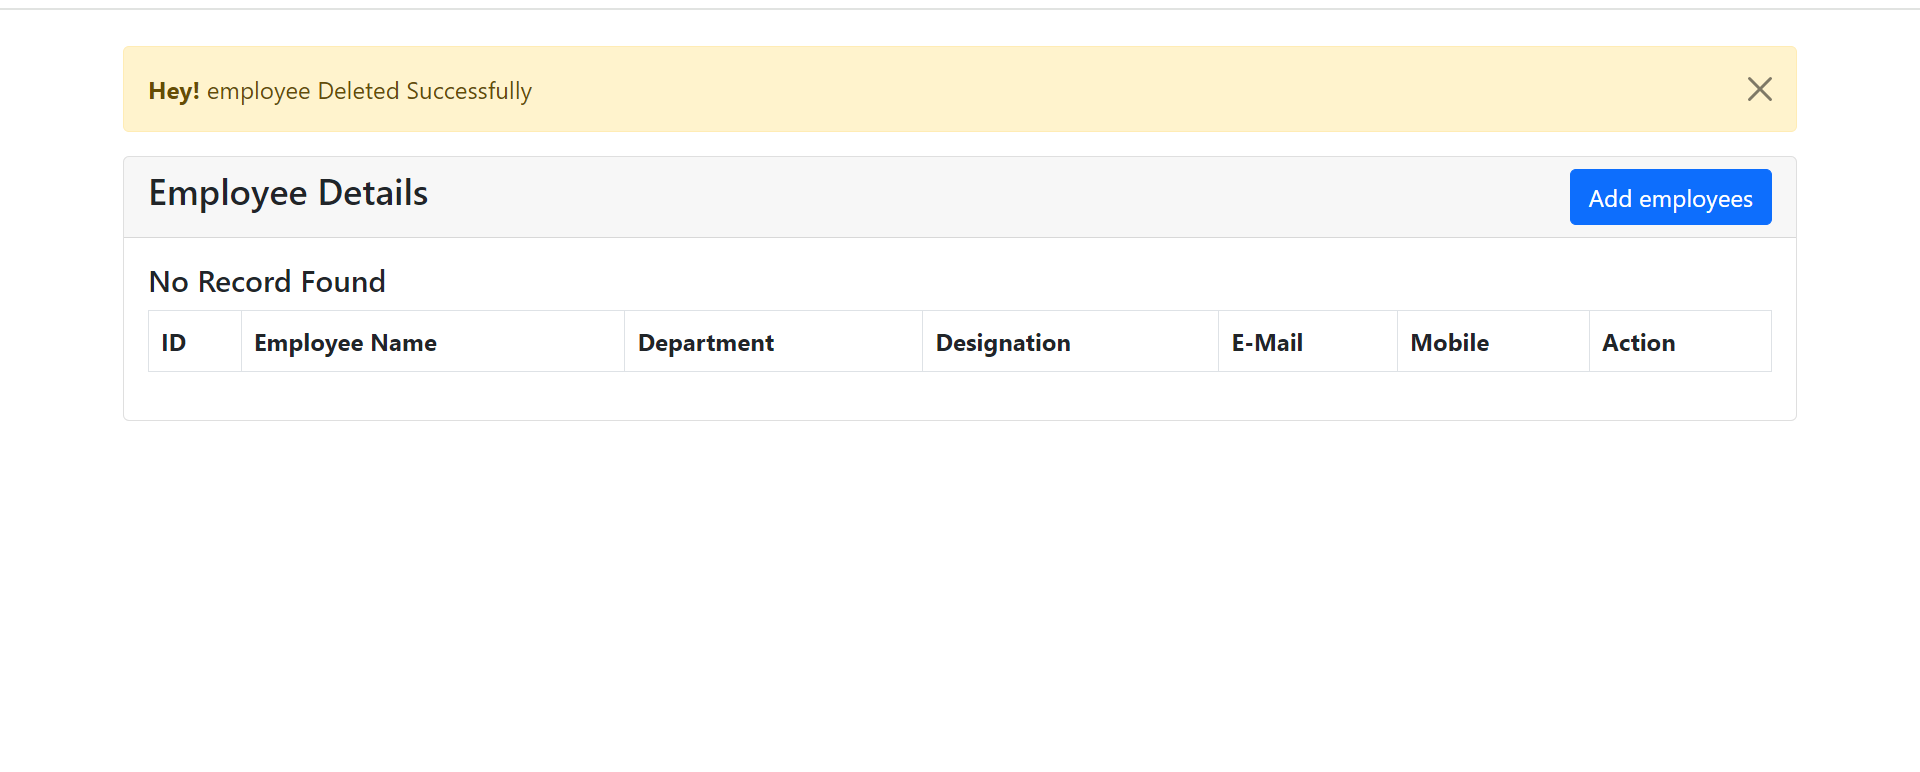 Hey! employee Deleted Successfully
Employee Details
Add employees
No Record Found
ID Employee Name Department Designation E-Mail Mobile Action